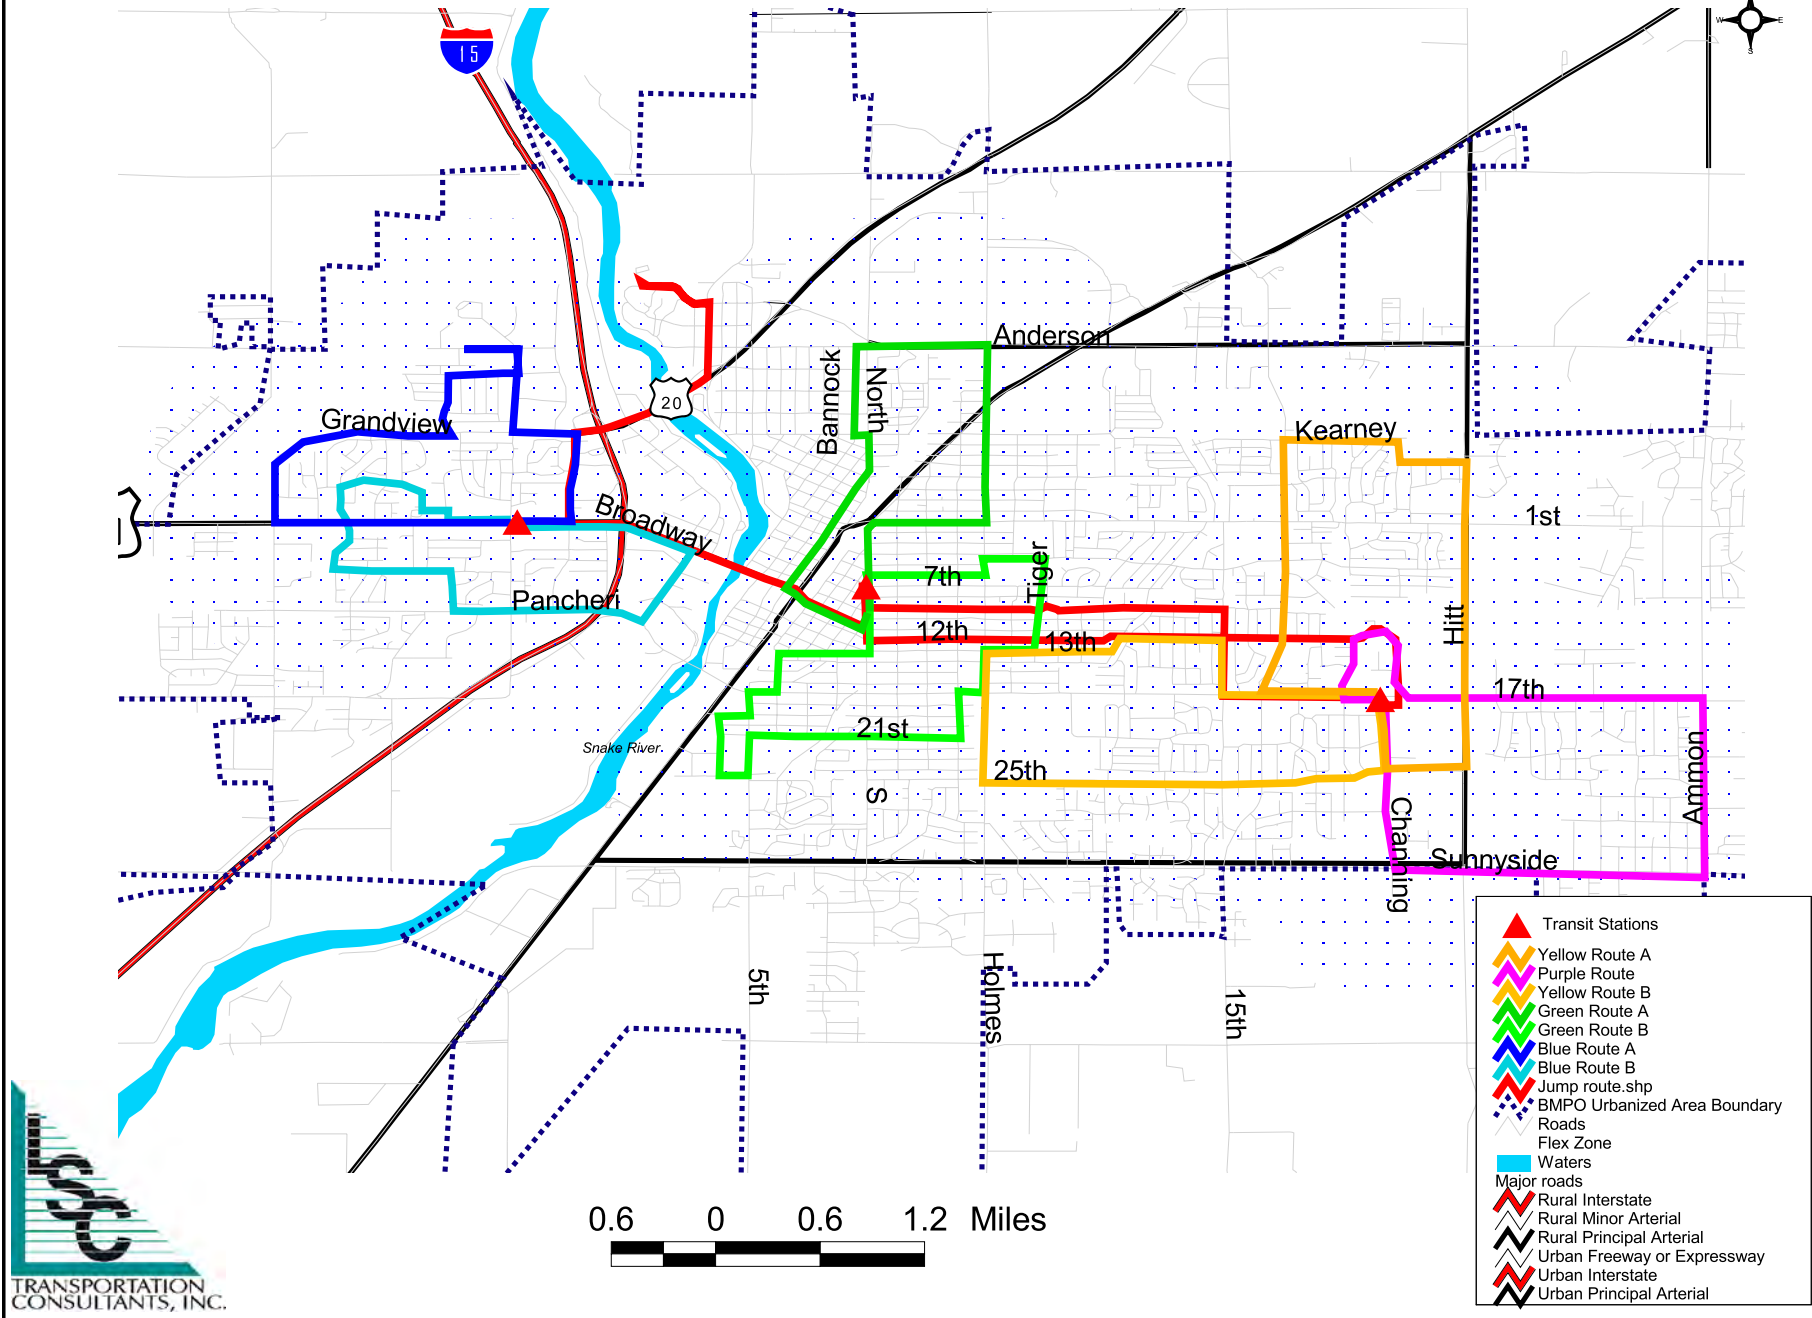 15
W
E
S
Anderson
Bannock
North
20
Grandview
Kearney
Broadway
1st
7th
Tiger
Pancheri
12th
13th
Hitt
17th
21st
Snake River
25th
S
Ammon
Channing
Sunnyside
5th
Holmes
15th
Transit Stations
Yellow Route A
Purple Route
Yellow Route B
Green Route A
Green Route B
Blue Route A
Blue Route B
Jump route.shp
BMPO Urbanized Area Boundary
Roads
Flex Zone
Waters
Major roads
Rural Interstate
Rural Minor Arterial
Rural Principal Arterial
Urban Freeway or Expressway
Urban Interstate
Urban Principal Arterial
0.6 0 0.6 1.2 Miles
LSC
TRANSPORTATION
CONSULTANTS, INC.